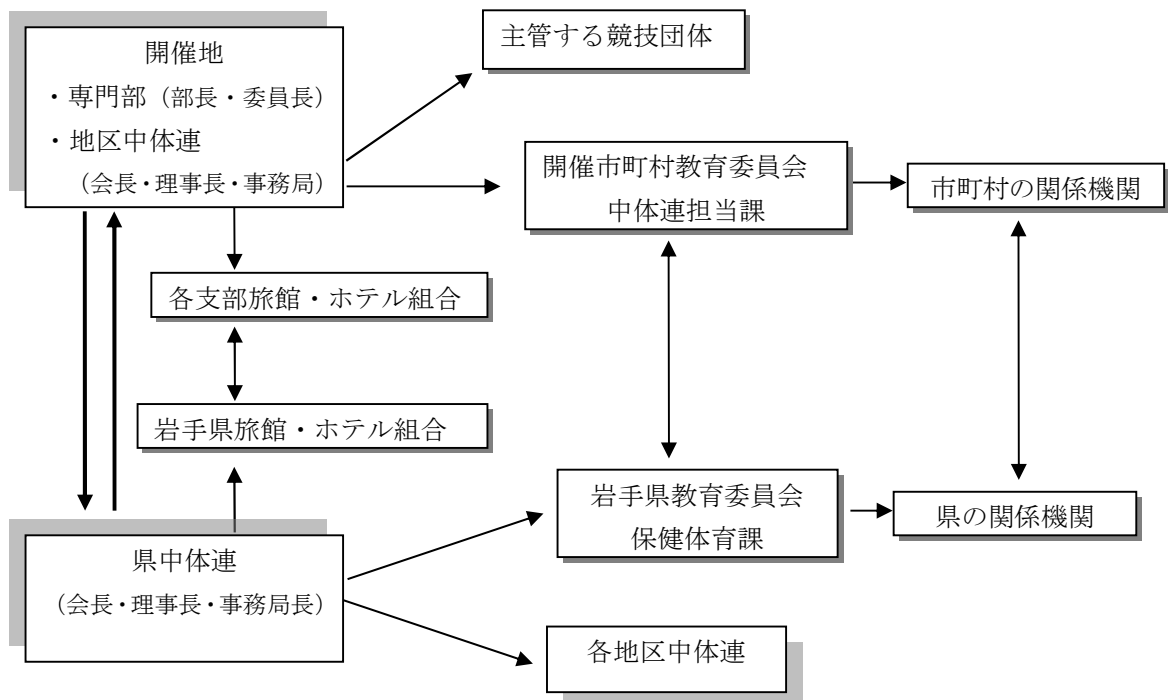 開催地
・専門部（部長・委員長）
・地区中体連
（会長・理事長・事務局）
主管する競技団体
開催市町村教育委員会
中体連担当課
市町村の関係機関
各支部旅館・ホテル組合
岩手県旅館・ホテル組合
岩手県教育委員会
保健体育課
県の関係機関
県中体連
（会長・理事長・事務局長）
各地区中体連